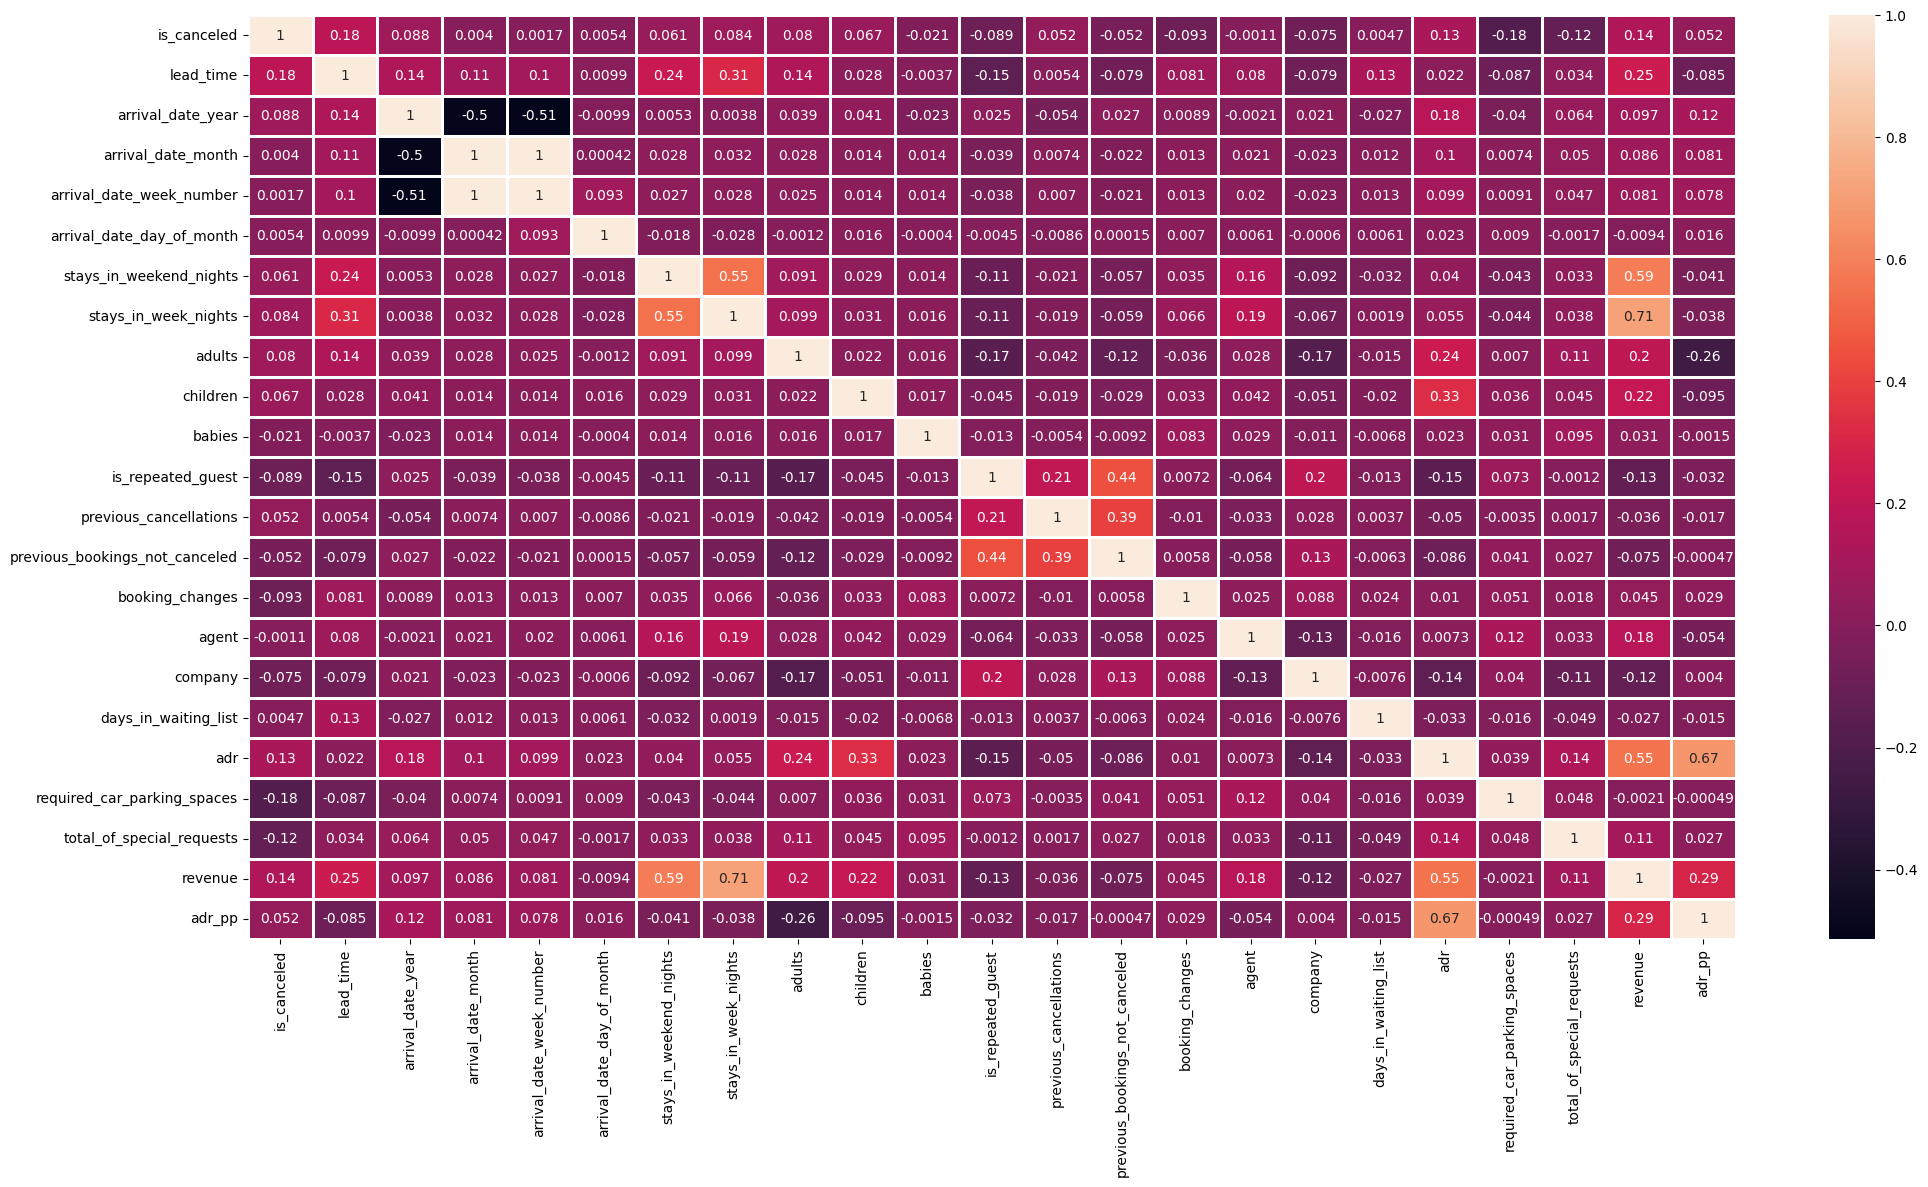 is_canceled 1 0.18 0.088 0.004 0.0017 0.0054 0.061 0.084 0.08 0.067 -0.021 -0.089 0.052 -0.052 -0.093 -0.0011 -0.075 0.0047 0.13 -0.18 -0.12 0.14 0.052
lead_time 0.18 1 0.14 0.11 0.1 0.0099 0.24 0.31 0.14 0.028 -0.0037 -0.15 0.0054 -0.079 0.081 0.08 -0.079 0.13 0.022 -0.087 0.034 0.25 -0.085
arrival_date_year 0.088 0.14 1 -0.5 -0.51 -0.0099 0.0053 0.0038 0.039 0.041 -0.023 0.025 -0.054 0.027 0.0089 -0.0021 0.021 -0.027 0.18 -0.04 0.064 0.097 0.12
arrival_date_month 0.004 0.11 -0.5 1 1 0.00042 0.028 0.032 0.028 0.014 0.014 -0.039 0.0074 -0.022 0.013 0.021 -0.023 0.012 0.1 0.0074 0.05 0.086 0.081
arrival_date_week_number 0.0017 0.1 -0.51 1 1 0.093 0.027 0.028 0.025 0.014 0.014 -0.038 0.007 -0.021 0.013 0.02 -0.023 0.013 0.099 0.0091 0.047 0.081 0.078
arrival_date_day_of_month 0.0054 0.0099 -0.0099 0.00042 0.093 1 -0.018 -0.028 -0.0012 0.016 -0.0004 -0.0045 -0.0086 0.00015 0.007 0.0061 -0.0006 0.0061 0.023 0.009 -0.0017 -0.0094 0.016
stays_in_weekend_nights 0.061 0.24 0.0053 0.028 0.027 -0.018 1 0.55 0.091 0.029 0.014 -0.11 -0.021 -0.057 0.035 0.16 -0.092 -0.032 0.04 -0.043 0.033 0.59 -0.041
stays_in_week_nights 0.084 0.31 0.0038 0.032 0.028 -0.028 0.55 1 0.099 0.031 0.016 -0.11 -0.019 -0.059 0.066 0.19 -0.067 0.0019 0.055 -0.044 0.038 0.71 -0.038
adults 0.08 0.14 0.039 0.028 0.025 -0.0012 0.091 0.099 1 0.022 0.016 -0.17 -0.042 -0.12 -0.036 0.028 -0.17 -0.015 0.24 0.007 0.11 0.2 -0.26
children 0.067 0.028 0.041 0.014 0.014 0.016 0.029 0.031 0.022 1 0.017 -0.045 -0.019 -0.029 0.033 0.042 -0.051 -0.02 0.33 0.036 0.045 0.22 -0.095
babies -0.021 -0.0037 -0.023 0.014 0.014 -0.0004 0.014 0.016 0.016 0.017 1 -0.013 -0.0054 -0.0092 0.083 0.029 -0.011 -0.0068 0.023 0.031 0.095 0.031 -0.0015
is_repeated_guest -0.089 -0.15 0.025 -0.039 -0.038 -0.0045 -0.11 -0.11 -0.17 -0.045 -0.013 1 0.21 0.44 0.0072 -0.064 0.2 -0.013 -0.15 0.073 -0.0012 -0.13 -0.032
previous_cancellations 0.052 0.0054 -0.054 0.0074 0.007 -0.0086 -0.021 -0.019 -0.042 -0.019 -0.0054 0.21 1 0.39 -0.01 -0.033 0.028 0.0037 -0.05 -0.0035 0.0017 -0.036 -0.017
previous_bookings_not_canceled -0.052 -0.079 0.027 -0.022 -0.021 0.00015 -0.057 -0.059 -0.12 -0.029 -0.0092 0.44 0.39 1 0.0058 -0.058 0.13 -0.0063 -0.086 0.041 0.027 -0.075 -0.00047
booking_changes -0.093 0.081 0.0089 0.013 0.013 0.007 0.035 0.066 -0.036 0.033 0.083 0.0072 -0.01 0.0058 1 0.025 0.088 0.024 0.01 0.051 0.018 0.045 0.029
agent -0.0011 0.08 -0.0021 0.021 0.02 0.0061 0.16 0.19 0.028 0.042 0.029 -0.064 -0.033 -0.058 0.025 1 -0.13 -0.016 0.0073 0.12 0.033 0.18 -0.054
company -0.075 -0.079 0.021 -0.023 -0.023 -0.0006 -0.092 -0.067 -0.17 -0.051 -0.011 0.2 0.028 0.13 0.088 -0.13 1 -0.0076 -0.14 0.04 -0.11 -0.12 0.004
days_in_waiting_list 0.0047 0.13 -0.027 0.012 0.013 0.0061 -0.032 0.0019 -0.015 -0.02 -0.0068 -0.013 0.0037 -0.0063 0.024 -0.016 -0.0076 1 -0.033 -0.016 -0.049 -0.027 -0.015
adr 0.13 0.022 0.18 0.1 0.099 0.023 0.04 0.055 0.24 0.33 0.023 -0.15 -0.05 -0.086 0.01 0.0073 -0.14 -0.033 1 0.039 0.14 0.55 0.67
required_car_parking_spaces -0.18 -0.087 -0.04 0.0074 0.0091 0.009 -0.043 -0.044 0.007 0.036 0.031 0.073 -0.0035 0.041 0.051 0.12 0.04 -0.016 0.039 1 0.048 -0.0021 -0.00049
total_of_special_requests -0.12 0.034 0.064 0.05 0.047 -0.0017 0.033 0.038 0.11 0.045 0.095 -0.0012 0.0017 0.027 0.018 0.033 -0.11 -0.049 0.14 0.048 1 0.11 0.027
revenue 0.14 0.25 0.097 0.086 0.081 -0.0094 0.59 0.71 0.2 0.22 0.031 -0.13 -0.036 -0.075 0.045 0.18 -0.12 -0.027 0.55 -0.0021 0.11 1 0.29
adr_pp 0.052 -0.085 0.12 0.081 0.078 0.016 -0.041 -0.038 -0.26 -0.095 -0.0015 -0.032 -0.017 -0.00047 0.029 -0.054 0.004 -0.015 0.67 -0.00049 0.027 0.29 1
is_canceled
lead_time
arrival_date_year
arrival_date_month
arrival_date_week_number
arrival_date_day_of_month
stays_in_weekend_nights
stays_in_week_nights
adults
children
babies
is_repeated_guest
previous_cancellations
previous_bookings_not_canceled
booking_changes
agent
company
days_in_waiting_list
adr
required_car_parking_spaces
total_of_special_requests
revenue
adr_pp
1.0
0.8
0.6
0.4
0.2
0.0
−0.2
−0.4